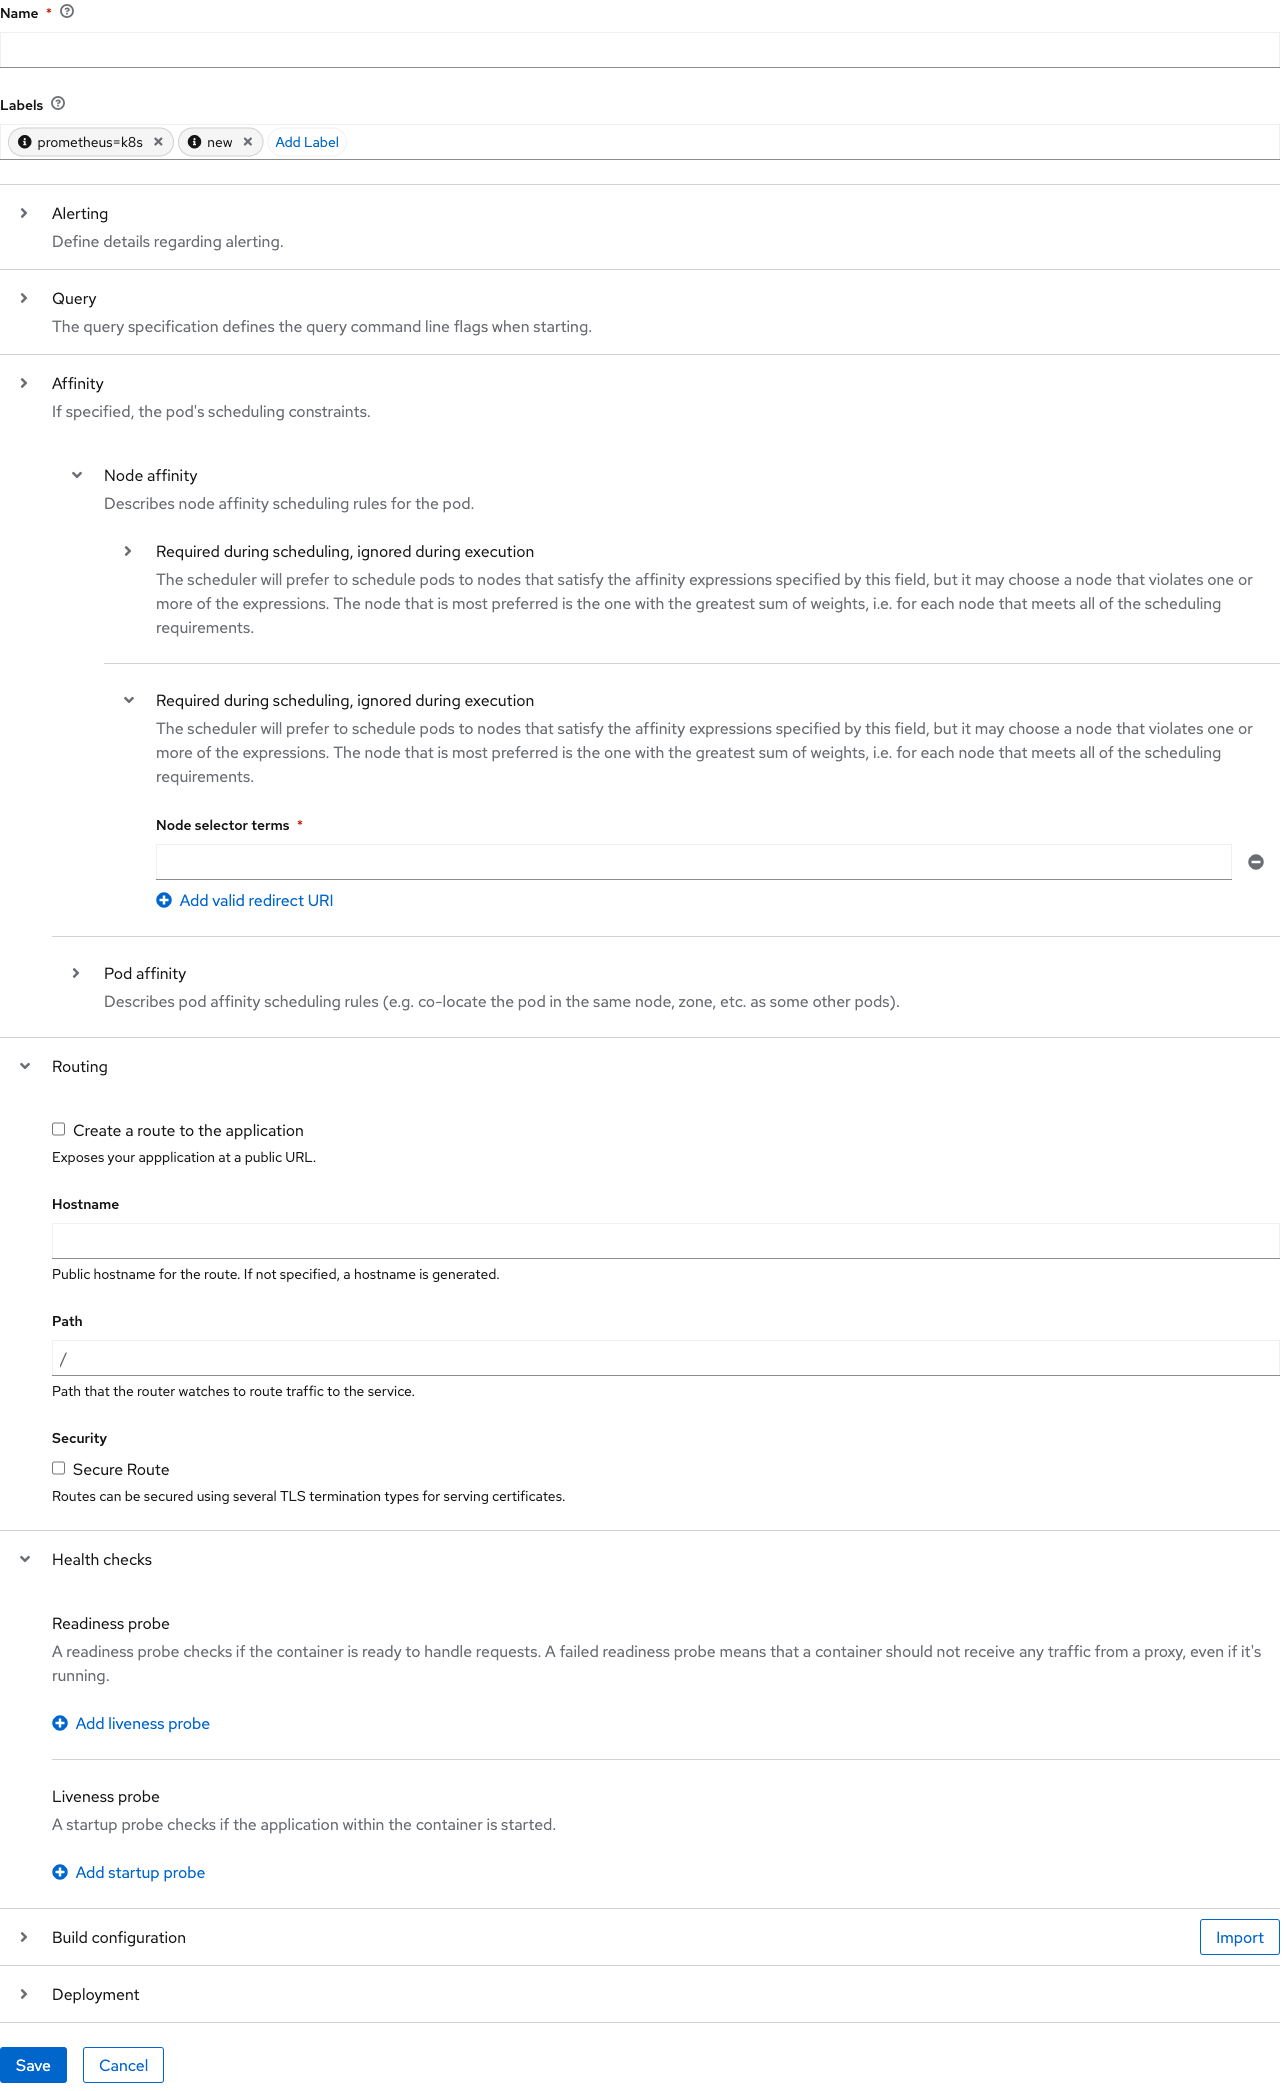 Name *
Labels
prometheus=k8s new Add Label
Alerting
Define details regarding alerting.
Query
The query specification defines the query command line flags when starting.
Affinity
If specified, the pod's scheduling constraints.
Node affinity
Describes node affinity scheduling rules for the pod.
Required during scheduling, ignored during execution
The scheduler will prefer to schedule pods to nodes that satisfy the affinity expressions specified by this field, but it may choose a node that violates one or
more of the expressions. The node that is most preferred is the one with the greatest sum of weights, i.e. for each node that meets all of the scheduling
requirements.
Required during scheduling, ignored during execution
The scheduler will prefer to schedule pods to nodes that satisfy the affinity expressions specified by this field, but it may choose a node that violates one or
more of the expressions. The node that is most preferred is the one with the greatest sum of weights, i.e. for each node that meets all of the scheduling
requirements.
Node selector terms *
Add valid redirect URI
Pod affinity
Describes pod affinity scheduling rules (e.g. co-locate the pod in the same node, zone, etc. as some other pods).
Routing
Create a route to the application
Exposes your appplication at a public URL.
Hostname
Public hostname for the route. If not specified, a hostname is generated.
Path
/
Path that the router watches to route traffic to the service.
Security
Secure Route
Routes can be secured using several TLS termination types for serving certificates.
Health checks
Readiness probe
A readiness probe checks if the container is ready to handle requests. A failed readiness probe means that a container should not receive any traffic from a proxy, even if it's
running.
Add liveness probe
Liveness probe
A startup probe checks if the application within the container is started.
Add startup probe
Build configuration Import
Deployment
Save Cancel